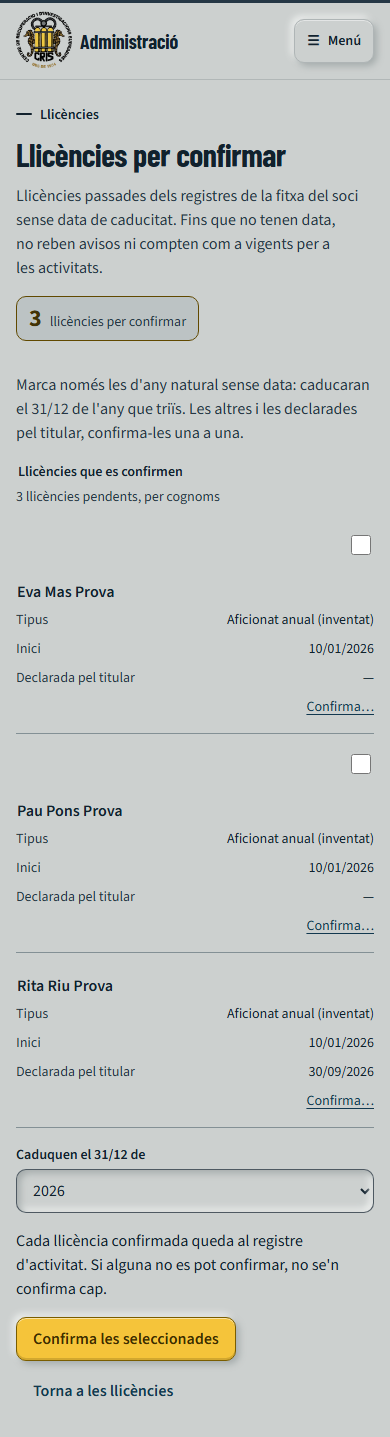 CRIS
Administració
☰ Menú
Llicències
Llicències per confirmar
Llicències passades dels registres de la fitxa del soci
sense data de caducitat. Fins que no tenen data,
no reben avisos ni compten com a vigents per a
les activitats.
3 llicències per confirmar
Marca només les d'any natural sense data: caducaran
el 31/12 de l'any que triïs. Les altres i les declarades
pel titular, confirma-les una a una.
Llicències que es confirmen
3 llicències pendents, per cognoms
Eva Mas Prova
Tipus Aficionat anual (inventat)
Inici 10/01/2026
Declarada pel titular —
Confirma…
Pau Pons Prova
Tipus Aficionat anual (inventat)
Inici 10/01/2026
Declarada pel titular —
Confirma…
Rita Riu Prova
Tipus Aficionat anual (inventat)
Inici 10/01/2026
Declarada pel titular 30/09/2026
Confirma…
Caduquen el 31/12 de
2026
Cada llicència confirmada queda al registre
d'activitat. Si alguna no es pot confirmar, no se'n
confirma cap.
Confirma les seleccionades
Torna a les llicències